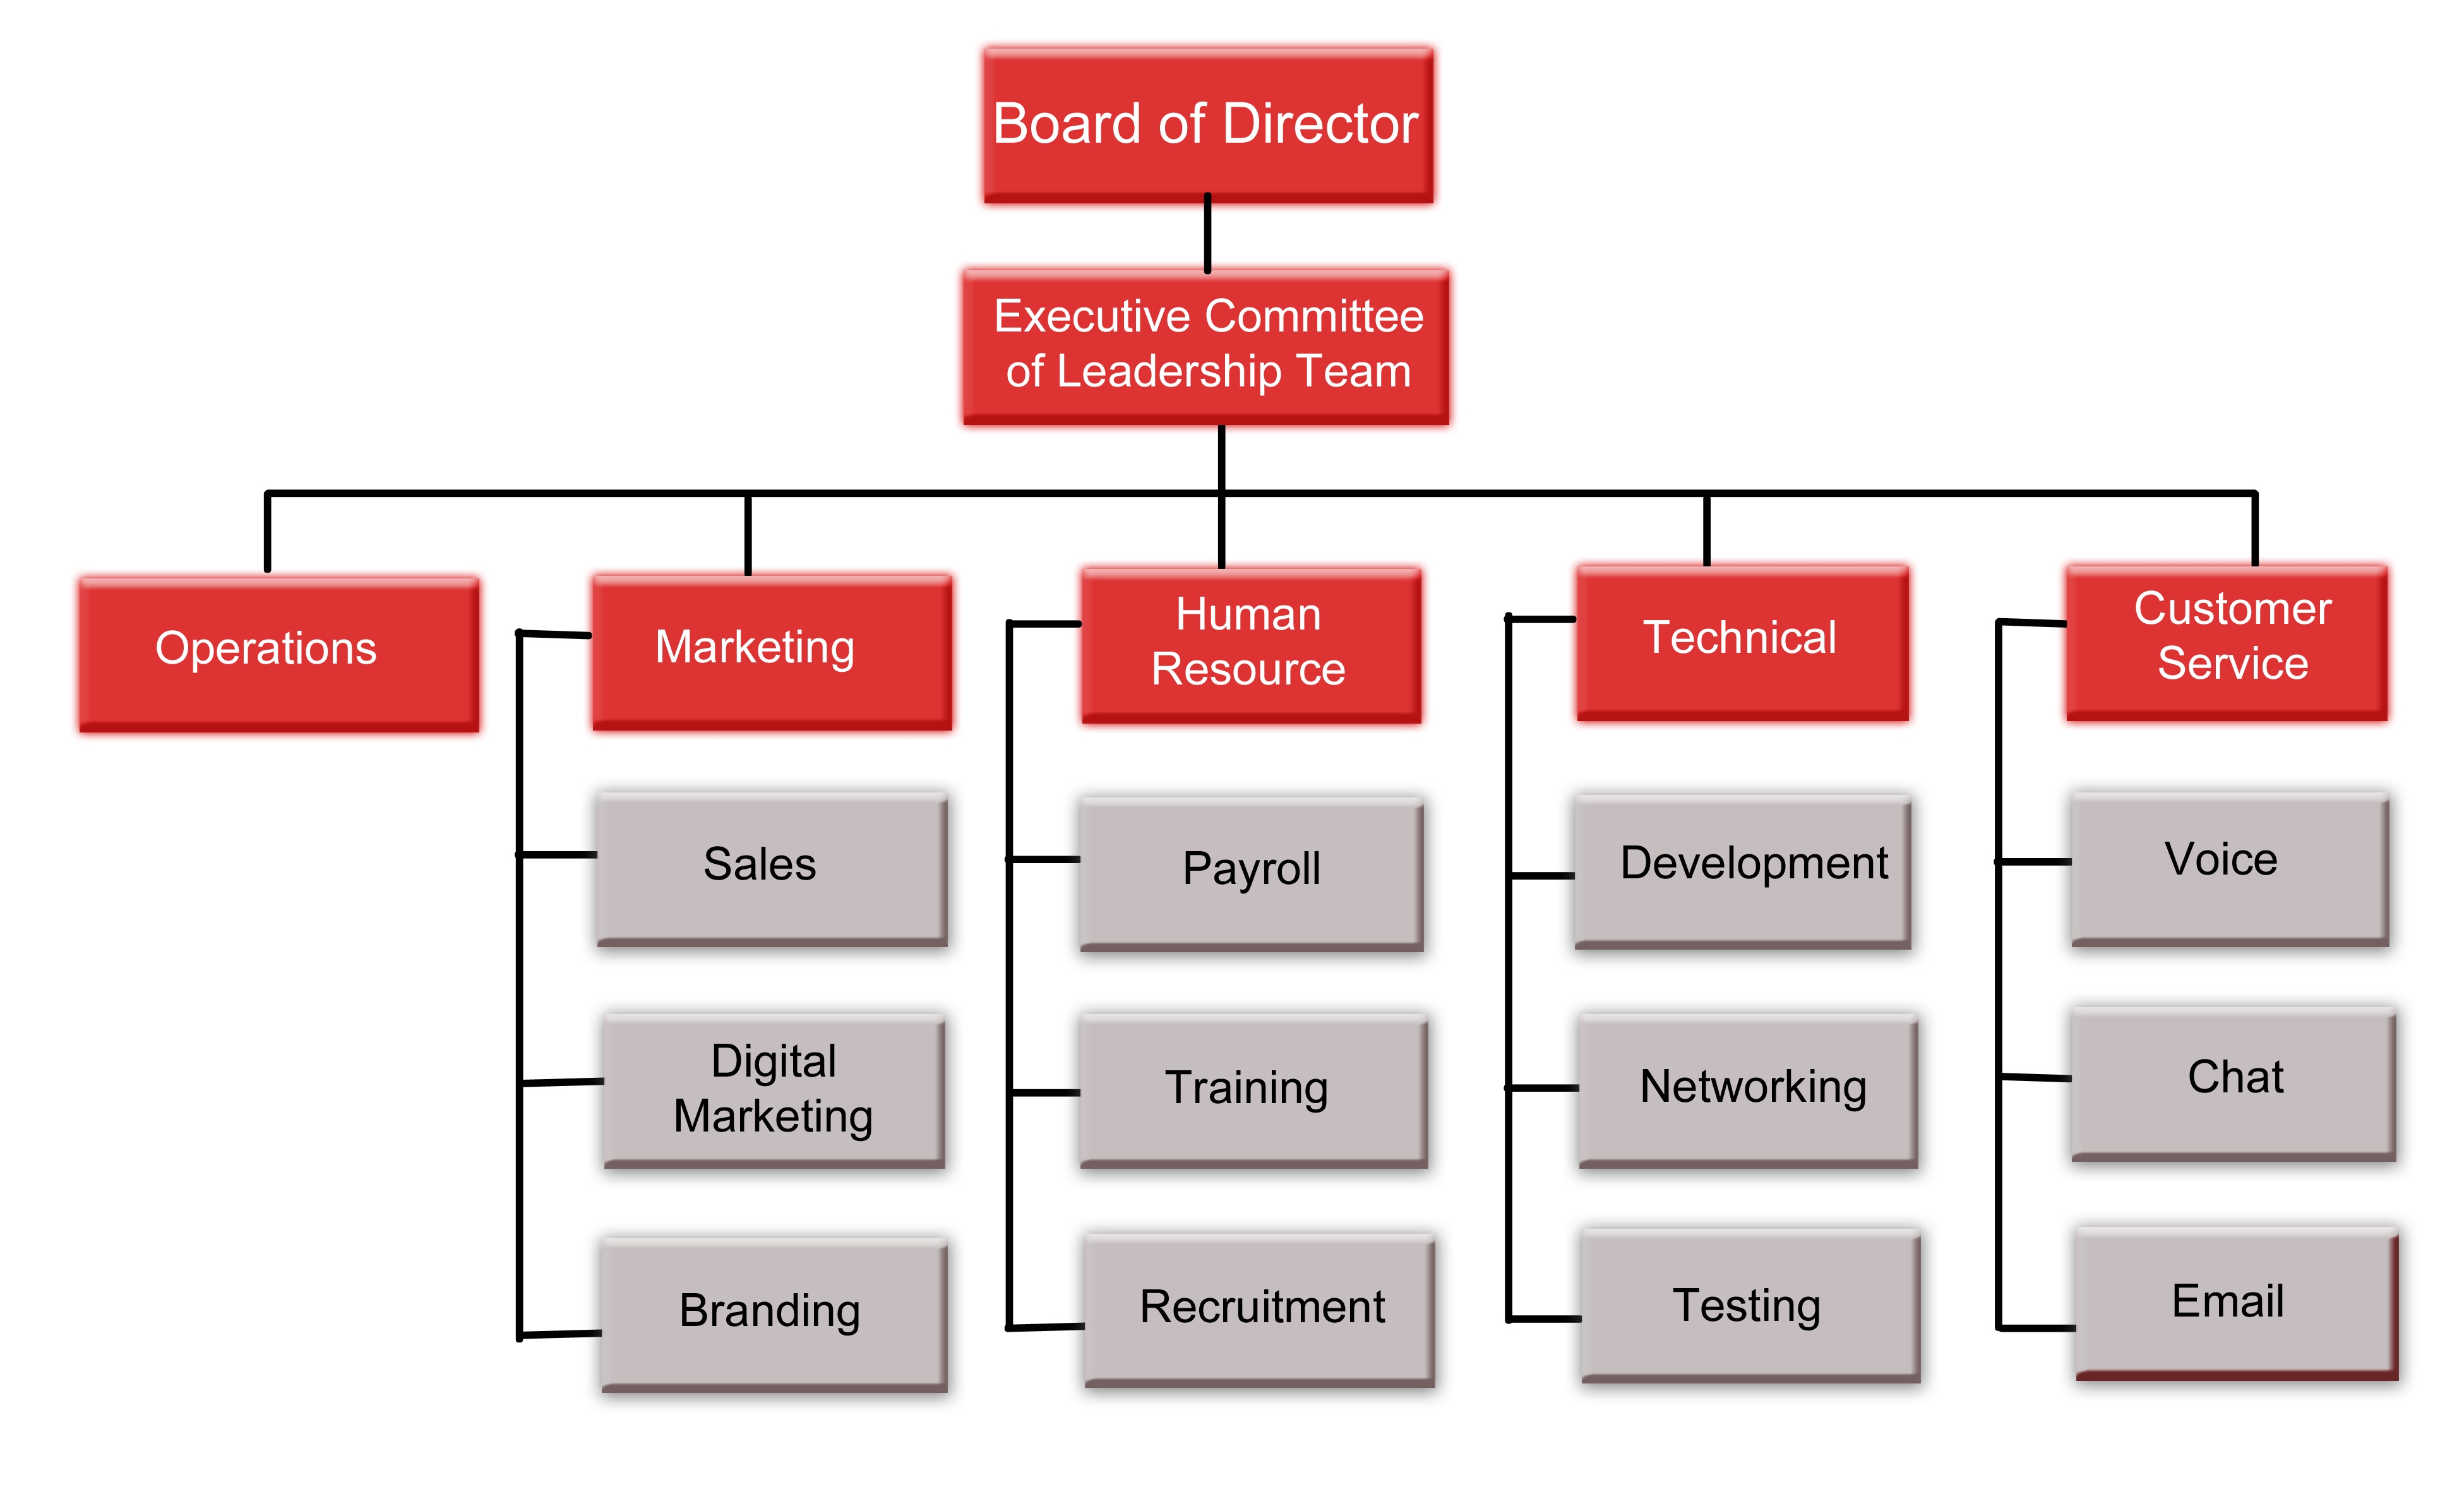 Board of Director
Executive Committee
of Leadership Team
Operations
Marketing
Human
Resource
Technical
Customer
Service
Sales
Payroll
Development
Voice
Digital
Marketing
Training
Networking
Chat
Branding
Recruitment
Testing
Email